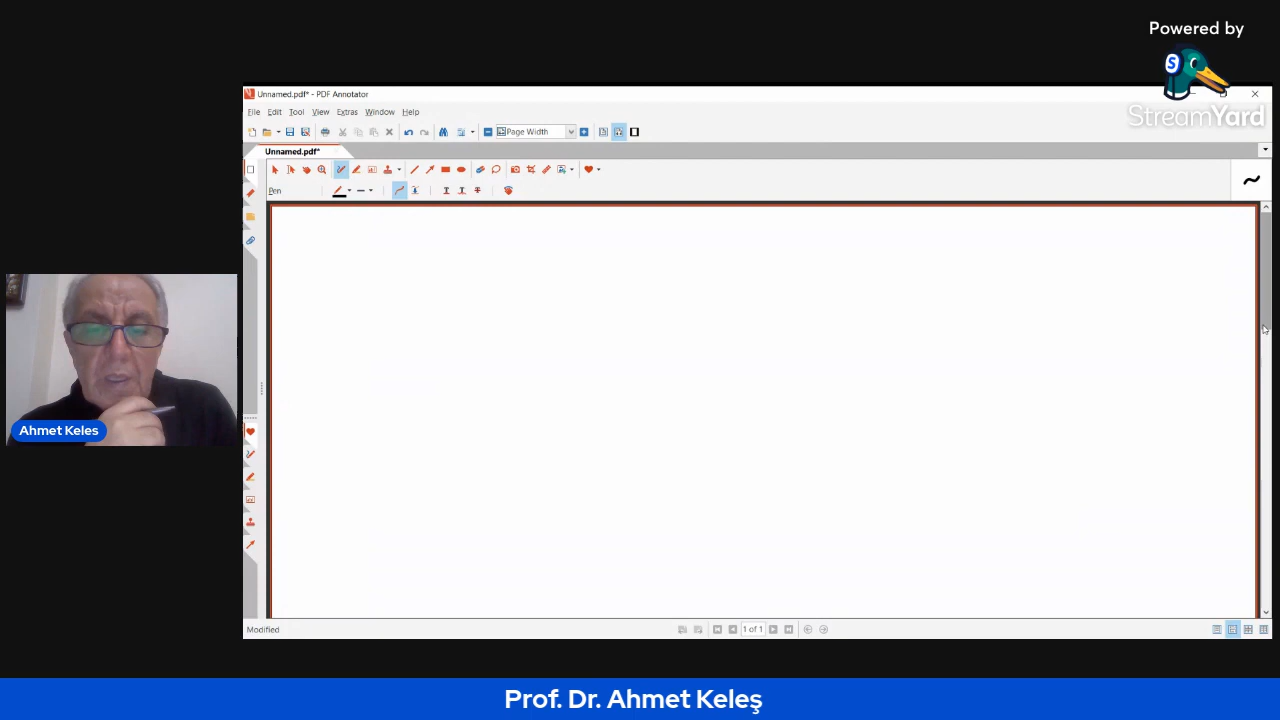 Powered by
StreamYard
Unnamed.pdf* - PDF Annotator
File Edit Tool View Extras Window Help
Page Width
Unnamed.pdf*
Pen
Ahmet Keles
Modified
1 of 1
Prof. Dr. Ahmet Keleş